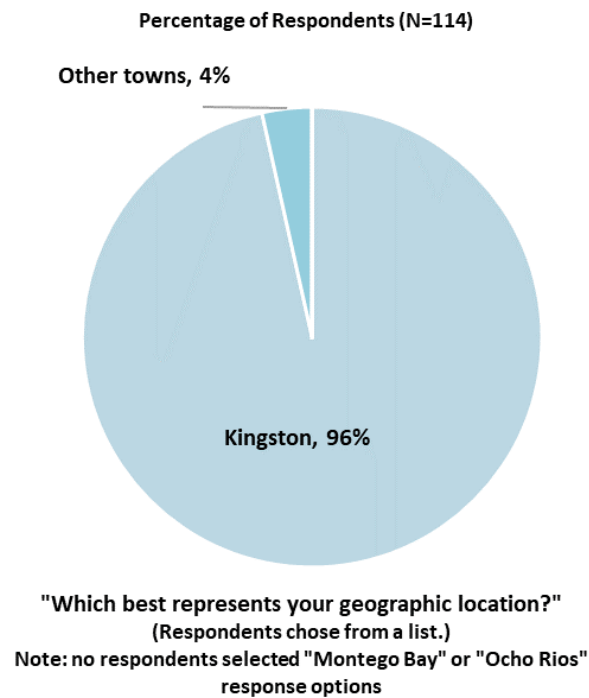 Percentage of Respondents (N=114)
Other towns, 4%
Kingston, 96%
"Which best represents your geographic location?"
(Respondents chose from a list.)
Note: no respondents selected "Montego Bay" or "Ocho Rios"
response options